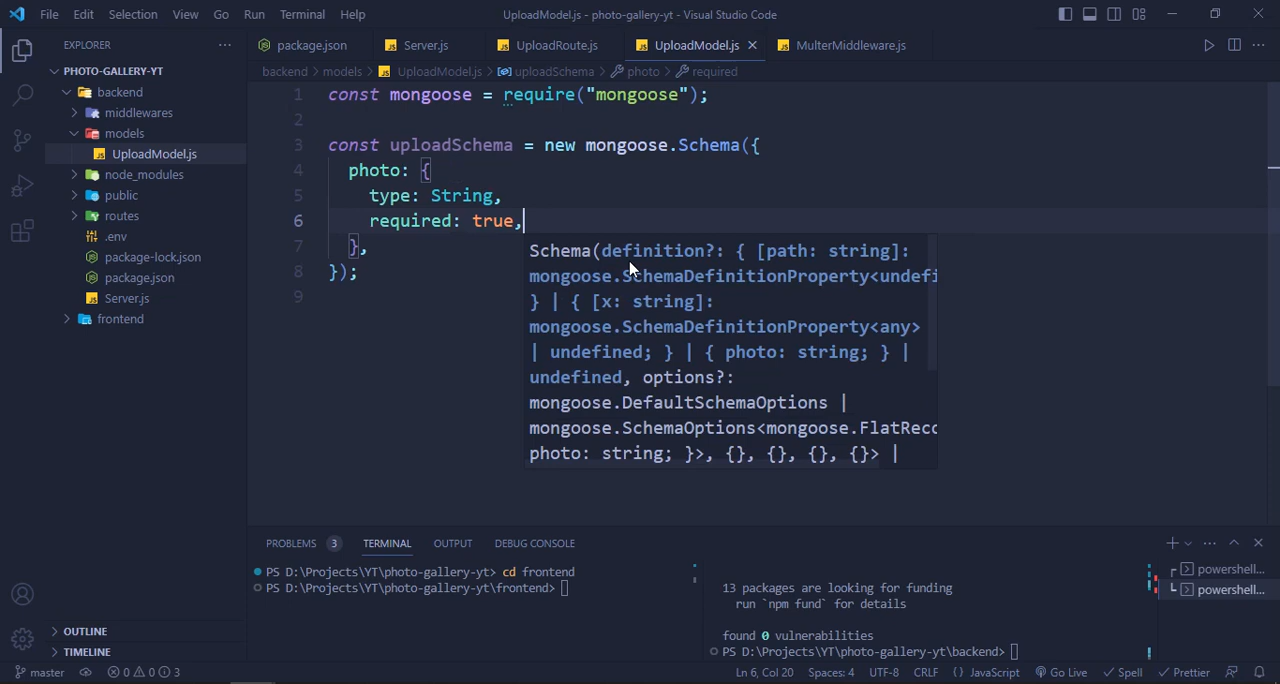 File Edit Selection View Go Run Terminal Help
UploadModel.js - photo-gallery-yt - Visual Studio Code
EXPLORER
package.json
Server.js
UploadRoute.js
UploadModel.js
MulterMiddleware.js
PHOTO-GALLERY-YT
backend
middlewares
models
UploadModel.js
node_modules
public
routes
.env
package-lock.json
package.json
Server.js
frontend
OUTLINE
TIMELINE
backend > models > UploadModel.js > uploadSchema > photo > required
1 const mongoose = require("mongoose");
2
3 const uploadSchema = new mongoose.Schema({
4 photo: {
5 type: String,
6 required: true,
7 },
8 });
9
Schema(definition?: { [path: string]:
mongoose.SchemaDefinitionProperty<undefi
} | { [x: string]:
mongoose.SchemaDefinitionProperty<any>
| undefined; } | { photo: string; } |
undefined, options?:
mongoose.DefaultSchemaOptions |
mongoose.SchemaOptions<mongoose.FlatReco
photo: string; }>, {}, {}, {}, {}> |
PROBLEMS 3 TERMINAL OUTPUT DEBUG CONSOLE
PS D:\Projects\YT\photo-gallery-yt> cd frontend
PS D:\Projects\YT\photo-gallery-yt\frontend>
13 packages are looking for funding
run `npm fund` for details
found 0 vulnerabilities
PS D:\Projects\YT\photo-gallery-yt\backend>
powershell...
powershell...
master 0 0 3
Ln 6, Col 20 Spaces: 4 UTF-8 CRLF {} JavaScript Go Live Spell Prettier